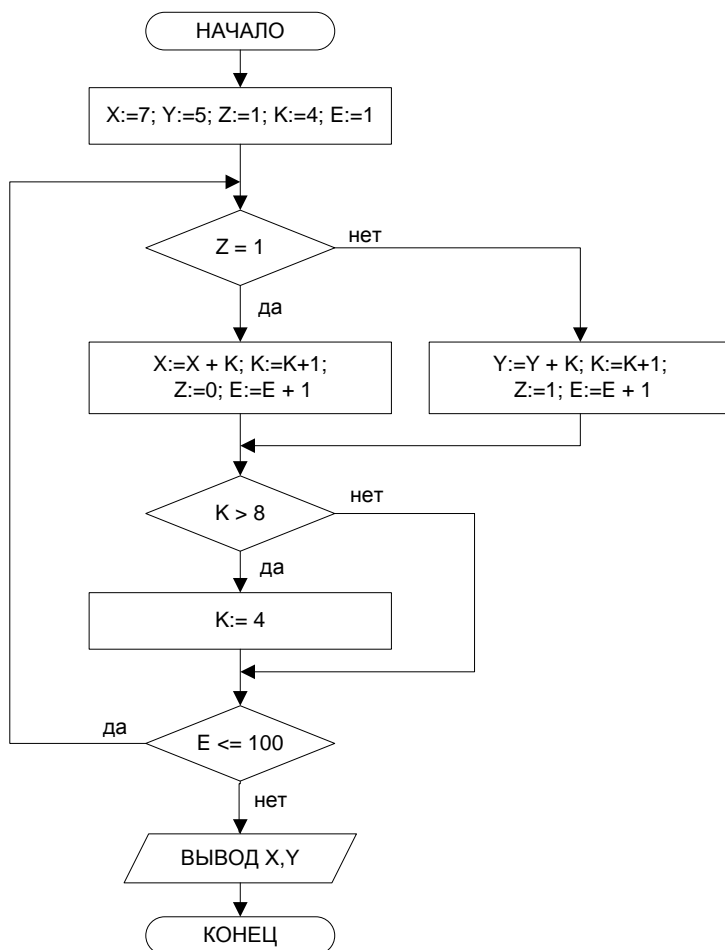 НАЧАЛО
X:=7; Y:=5; Z:=1; K:=4; E:=1
Z = 1
нет
да
X:=X + K; K:=K+1;
Z:=0; E:=E + 1
Y:=Y + K; K:=K+1;
Z:=1; E:=E + 1
K > 8
нет
да
K:= 4
E <= 100
да
нет
ВЫВОД X,Y
КОНЕЦ